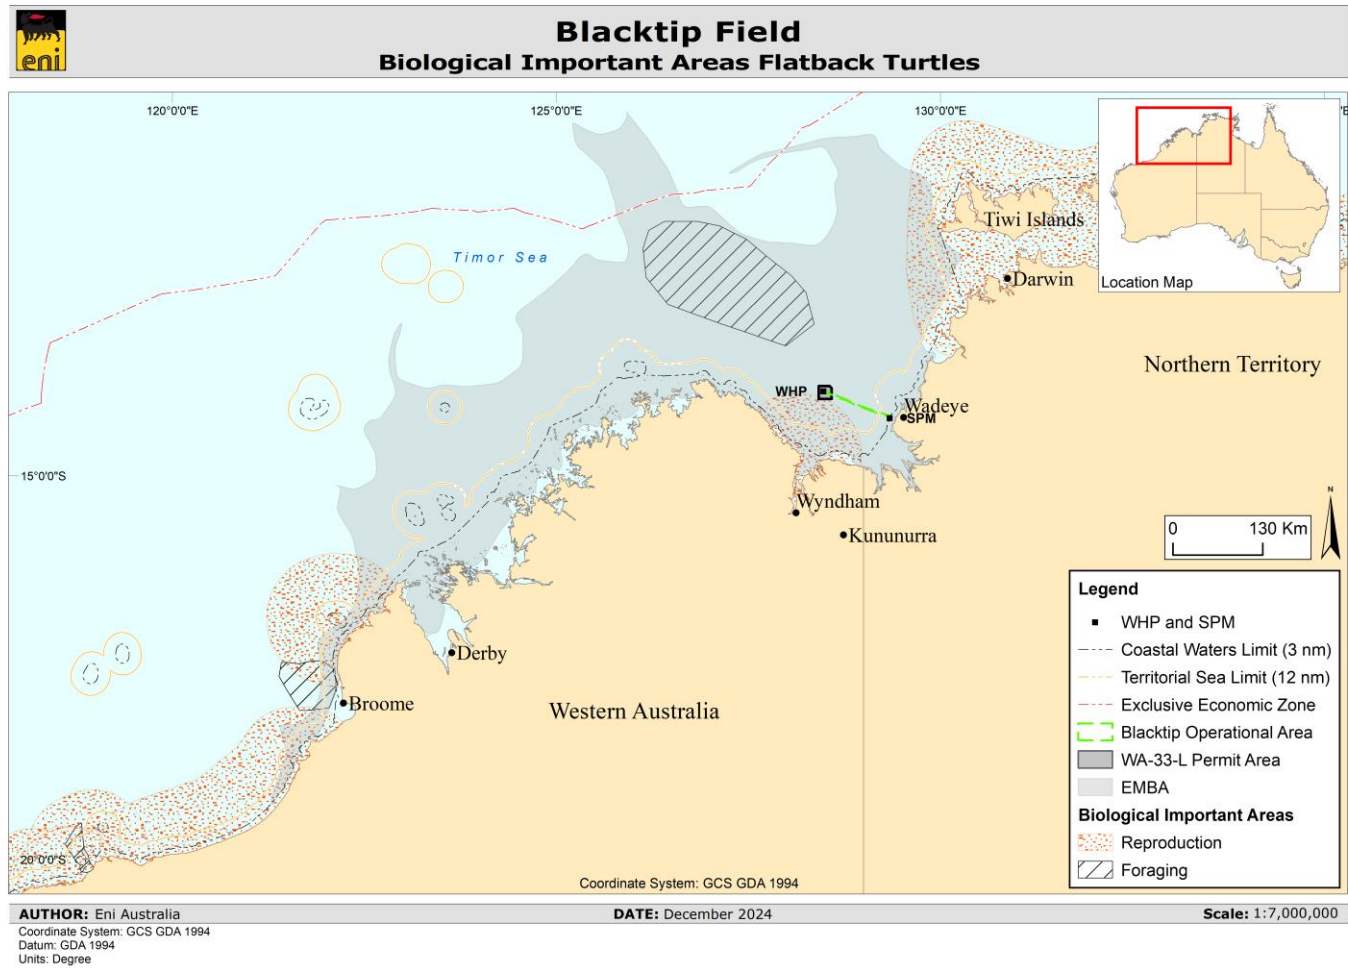 eni
Blacktip Field
Biological Important Areas Flatback Turtles
120°0'0"E
125°0'0"E
130°0'0"E
Timor Sea
Tiwi Islands
Darwin
Location Map
Northern Territory
WHP
Wadeye
SPM
15°0'0"S
Wyndham
Kununurra
N
0 130 Km
Derby
Broome
Western Australia
20°0'0"S
Legend
WHP and SPM
Coastal Waters Limit (3 nm)
Territorial Sea Limit (12 nm)
Exclusive Economic Zone
Blacktip Operational Area
WA-33-L Permit Area
EMBA
Biological Important Areas
Reproduction
Foraging
Coordinate System: GCS GDA 1994
AUTHOR: Eni Australia
DATE: December 2024
Scale: 1:7,000,000
Coordinate System: GCS GDA 1994
Datum: GDA 1994
Units: Degree